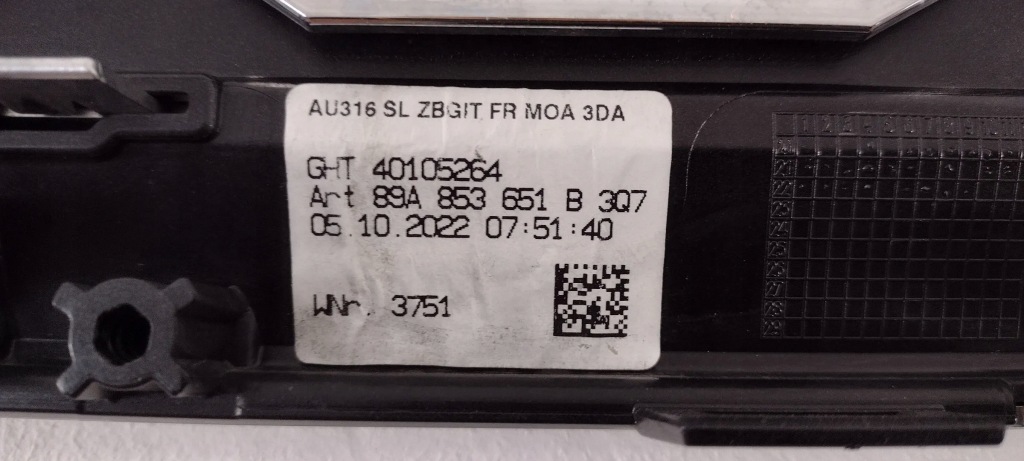 AU316 SL ZBGIT FR MOA 3DA
GHT 40105264
Art 89A 853 651 B 3Q7
05.10.2022 07:51:40
WNr. 3751